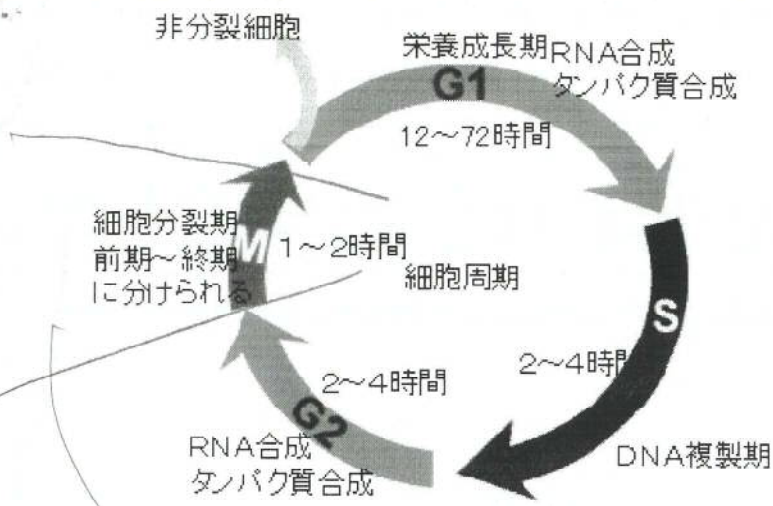 非分裂細胞
栄養成長期
RNA合成
タンパク質合成
G1
12~72時間
細胞分裂期
前期~終期
に分けられる
M
1~2時間
細胞周期
S
2~4時間
DNA複製期
2~4時間
G2
RNA合成
タンパク質合成